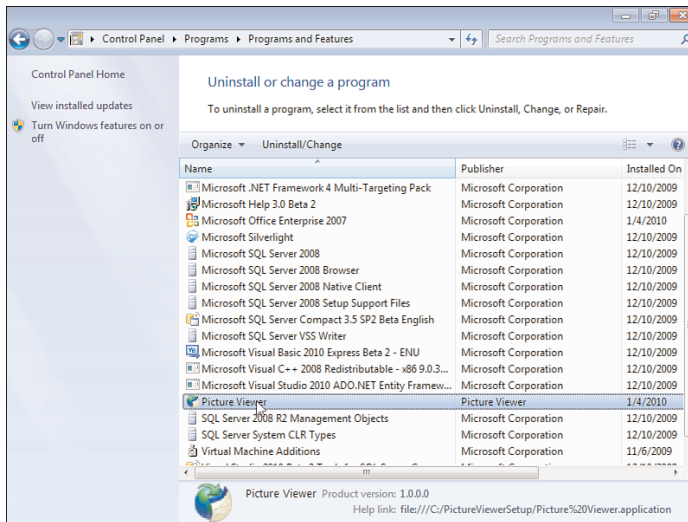 Control Panel ▸ Programs ▸ Programs and Features
Search Programs and Features
Control Panel Home
View installed updates
Turn Windows features on or
off
Uninstall or change a program
To uninstall a program, select it from the list and then click Uninstall, Change, or Repair.
Organize Uninstall/Change
Name Publisher Installed On
Microsoft .NET Framework 4 Multi-Targeting Pack Microsoft Corporation 12/10/2009
Microsoft Help 3.0 Beta 2 Microsoft Corporation 12/10/2009
Microsoft Office Enterprise 2007 Microsoft Corporation 1/4/2010
Microsoft Silverlight Microsoft Corporation 12/10/2009
Microsoft SQL Server 2008 Microsoft Corporation 12/10/2009
Microsoft SQL Server 2008 Browser Microsoft Corporation 12/10/2009
Microsoft SQL Server 2008 Native Client Microsoft Corporation 12/10/2009
Microsoft SQL Server 2008 Setup Support Files Microsoft Corporation 12/10/2009
Microsoft SQL Server Compact 3.5 SP2 Beta English Microsoft Corporation 12/10/2009
Microsoft SQL Server VSS Writer Microsoft Corporation 12/10/2009
Microsoft Visual Basic 2010 Express Beta 2 - ENU Microsoft Corporation 12/10/2009
Microsoft Visual C++ 2008 Redistributable - x86 9.0.3... Microsoft Corporation 12/10/2009
Microsoft Visual Studio 2010 ADO.NET Entity Framew... Microsoft Corporation 12/10/2009
Picture Viewer Picture Viewer 1/4/2010
SQL Server 2008 R2 Management Objects Microsoft Corporation 12/10/2009
SQL Server System CLR Types Microsoft Corporation 12/10/2009
Virtual Machine Additions Microsoft Corporation 11/6/2009
Picture Viewer Product version: 1.0.0.0
Help link: file:///C:/PictureViewerSetup/Picture%20Viewer.application